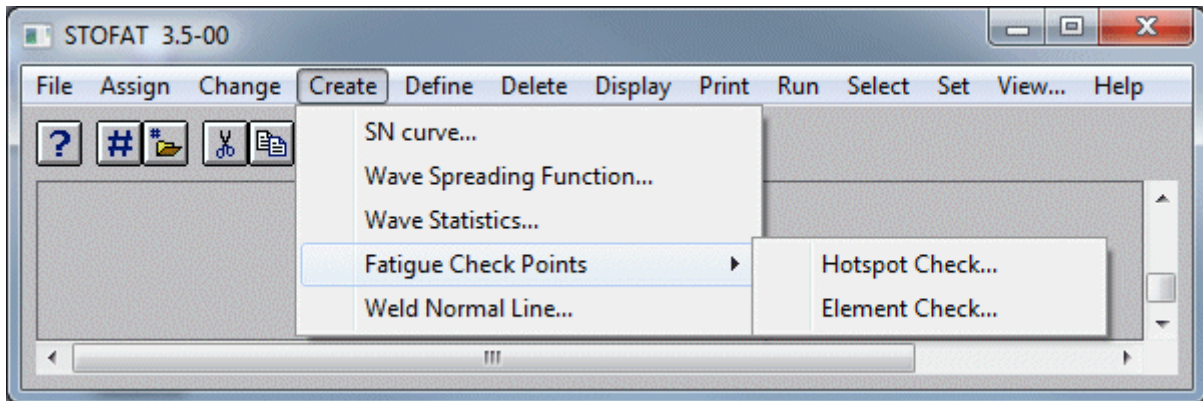 STOFAT 3.5-00
File Assign Change Create Define Delete Display Print Run Select Set View... Help
? # #
SN curve...
Wave Spreading Function...
Wave Statistics...
Fatigue Check Points
Hotspot Check...
Element Check...
Weld Normal Line...